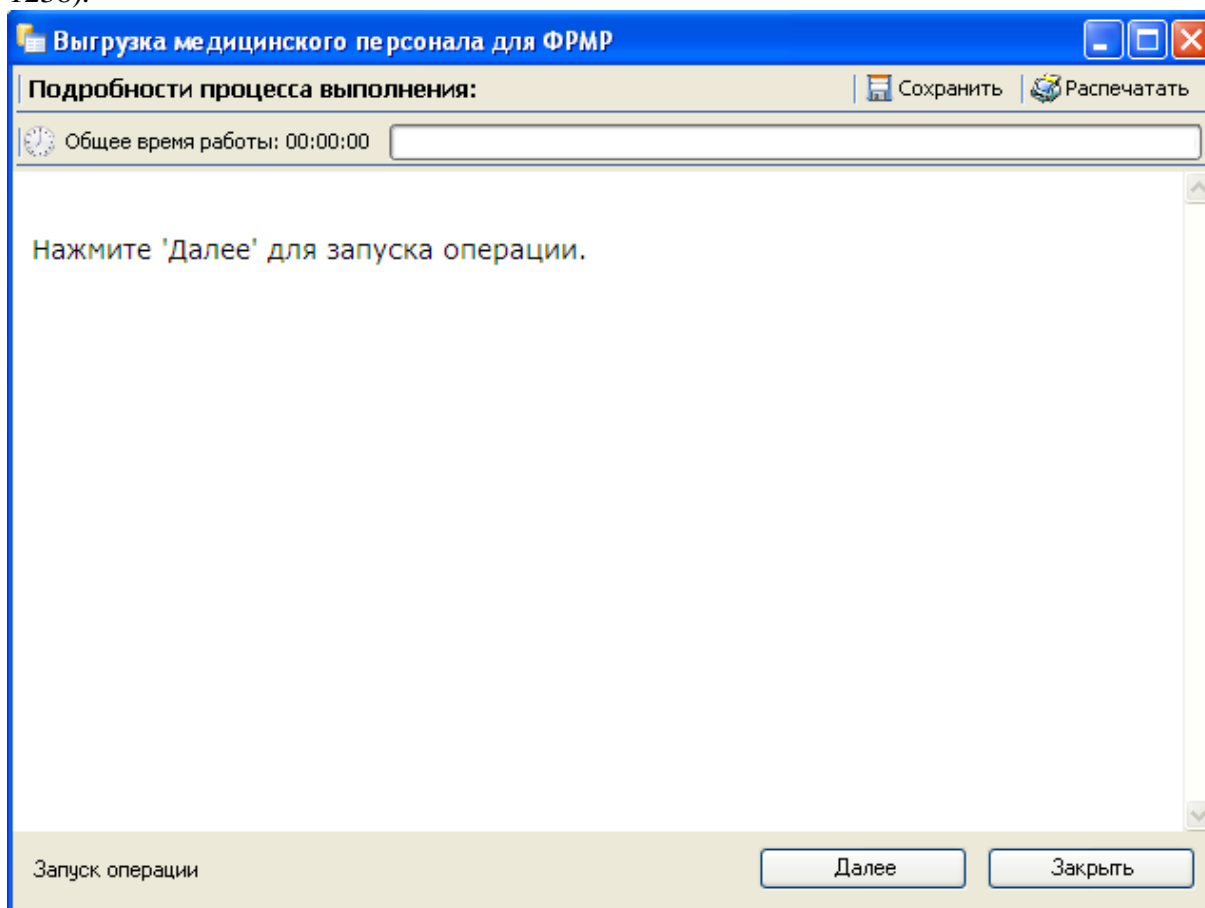 1238).
Выгрузка медицинского персонала для ФРМР
Подробности процесса выполнения: Сохранить Распечатать
Общее время работы: 00:00:00
Нажмите 'Далее' для запуска операции.
Запуск операции Далее Закрыть